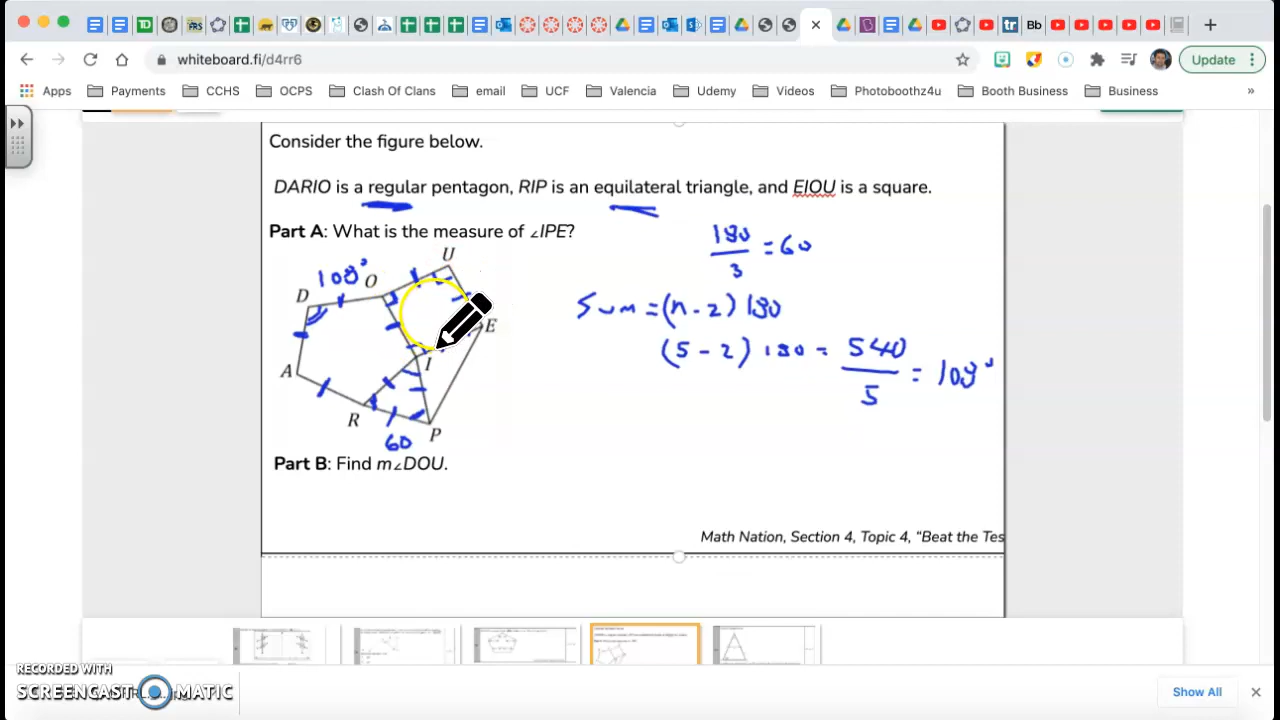 TD
FRS
tr
Bb
whiteboard.fi/d4rr6
Update
Apps
Payments
CCHS
OCPS
Clash Of Clans
email
UCF
Valencia
Udemy
Videos
Photoboothz4u
Booth Business
Business
»
Consider the figure below.
DARIO is a regular pentagon, RIP is an equilateral triangle, and EIOU is a square.
Part A: What is the measure of ∠IPE?
180/3 = 60
Sum = (n - 2) 180
(5 - 2) 180 = 540/5 = 108°
108°
U
O
D
E
I
A
R
P
60
Part B: Find m∠DOU.
Math Nation, Section 4, Topic 4, “Beat the Tes
RECORDED WITH
SCREENCAST MATIC
Show All